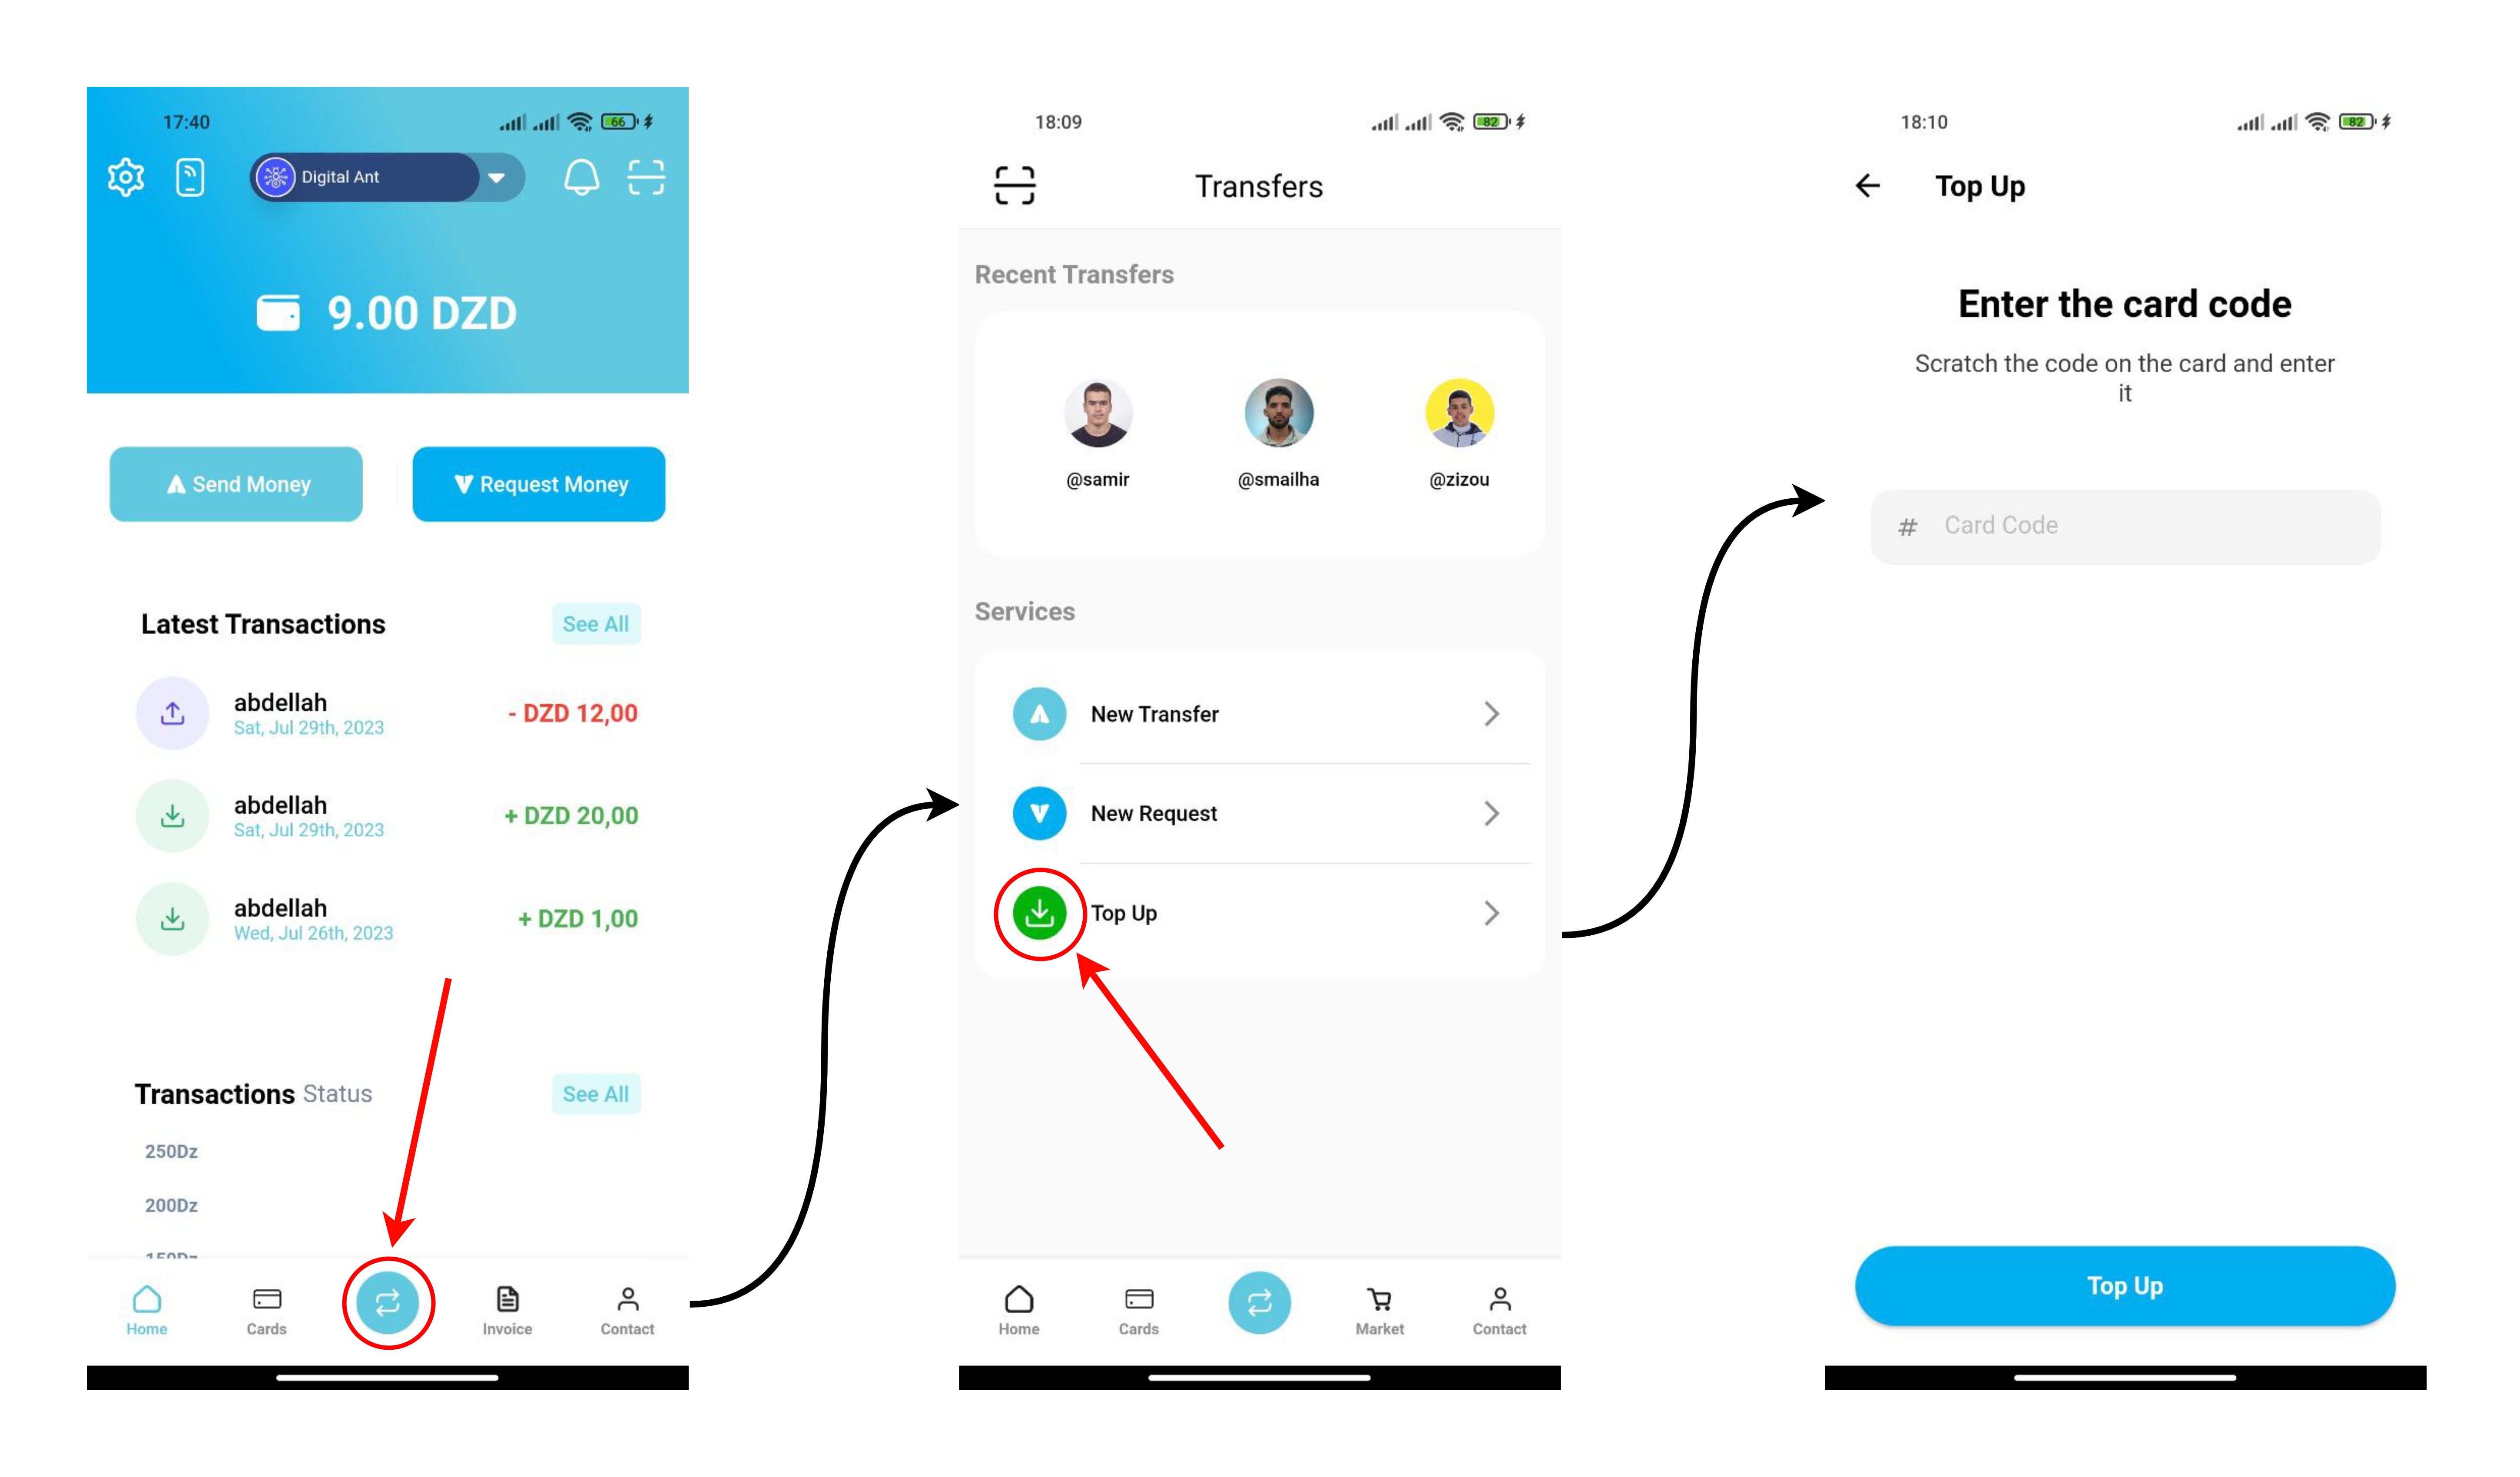 17:40
66
Digital Ant
9.00 DZD
Send Money
Request Money
Latest Transactions
See All
abdellah
Sat, Jul 29th, 2023
- DZD 12,00
abdellah
Sat, Jul 29th, 2023
+ DZD 20,00
abdellah
Wed, Jul 26th, 2023
+ DZD 1,00
Transactions Status
See All
250Dz
200Dz
150Dz
Home
Cards
Invoice
Contact
18:09
82
Transfers
Recent Transfers
@samir
@smailha
@zizou
Services
New Transfer
New Request
Top Up
Home
Cards
Market
Contact
18:10
82
Top Up
Enter the card code
Scratch the code on the card and enter
it
# Card Code
Top Up